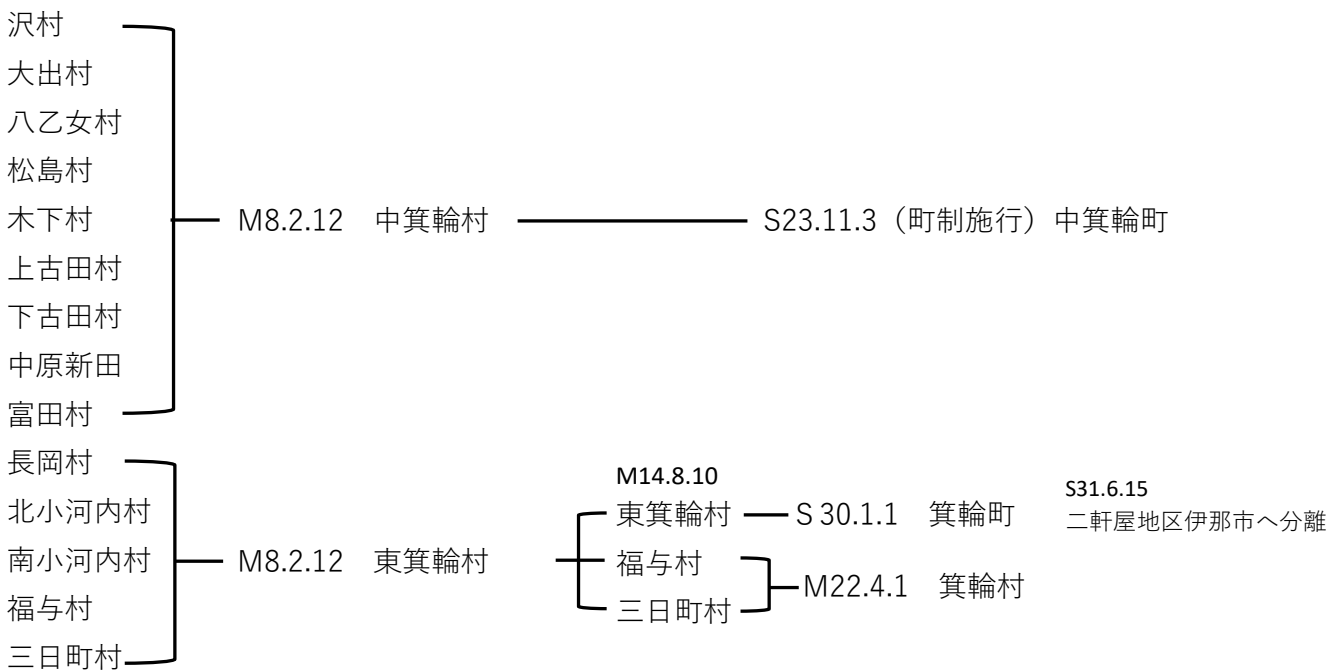 沢村
大出村
八乙女村
松島村
木下村
上古田村
下古田村
中原新田
富田村
M8.2.12 中箕輪村
S23.11.3（町制施行）中箕輪町
長岡村
北小河内村
南小河内村
福与村
三日町村
M8.2.12 東箕輪村
M14.8.10
東箕輪村
福与村
三日町村
S 30.1.1 箕輪町
M22.4.1 箕輪村
S31.6.15
二軒屋地区伊那市へ分離